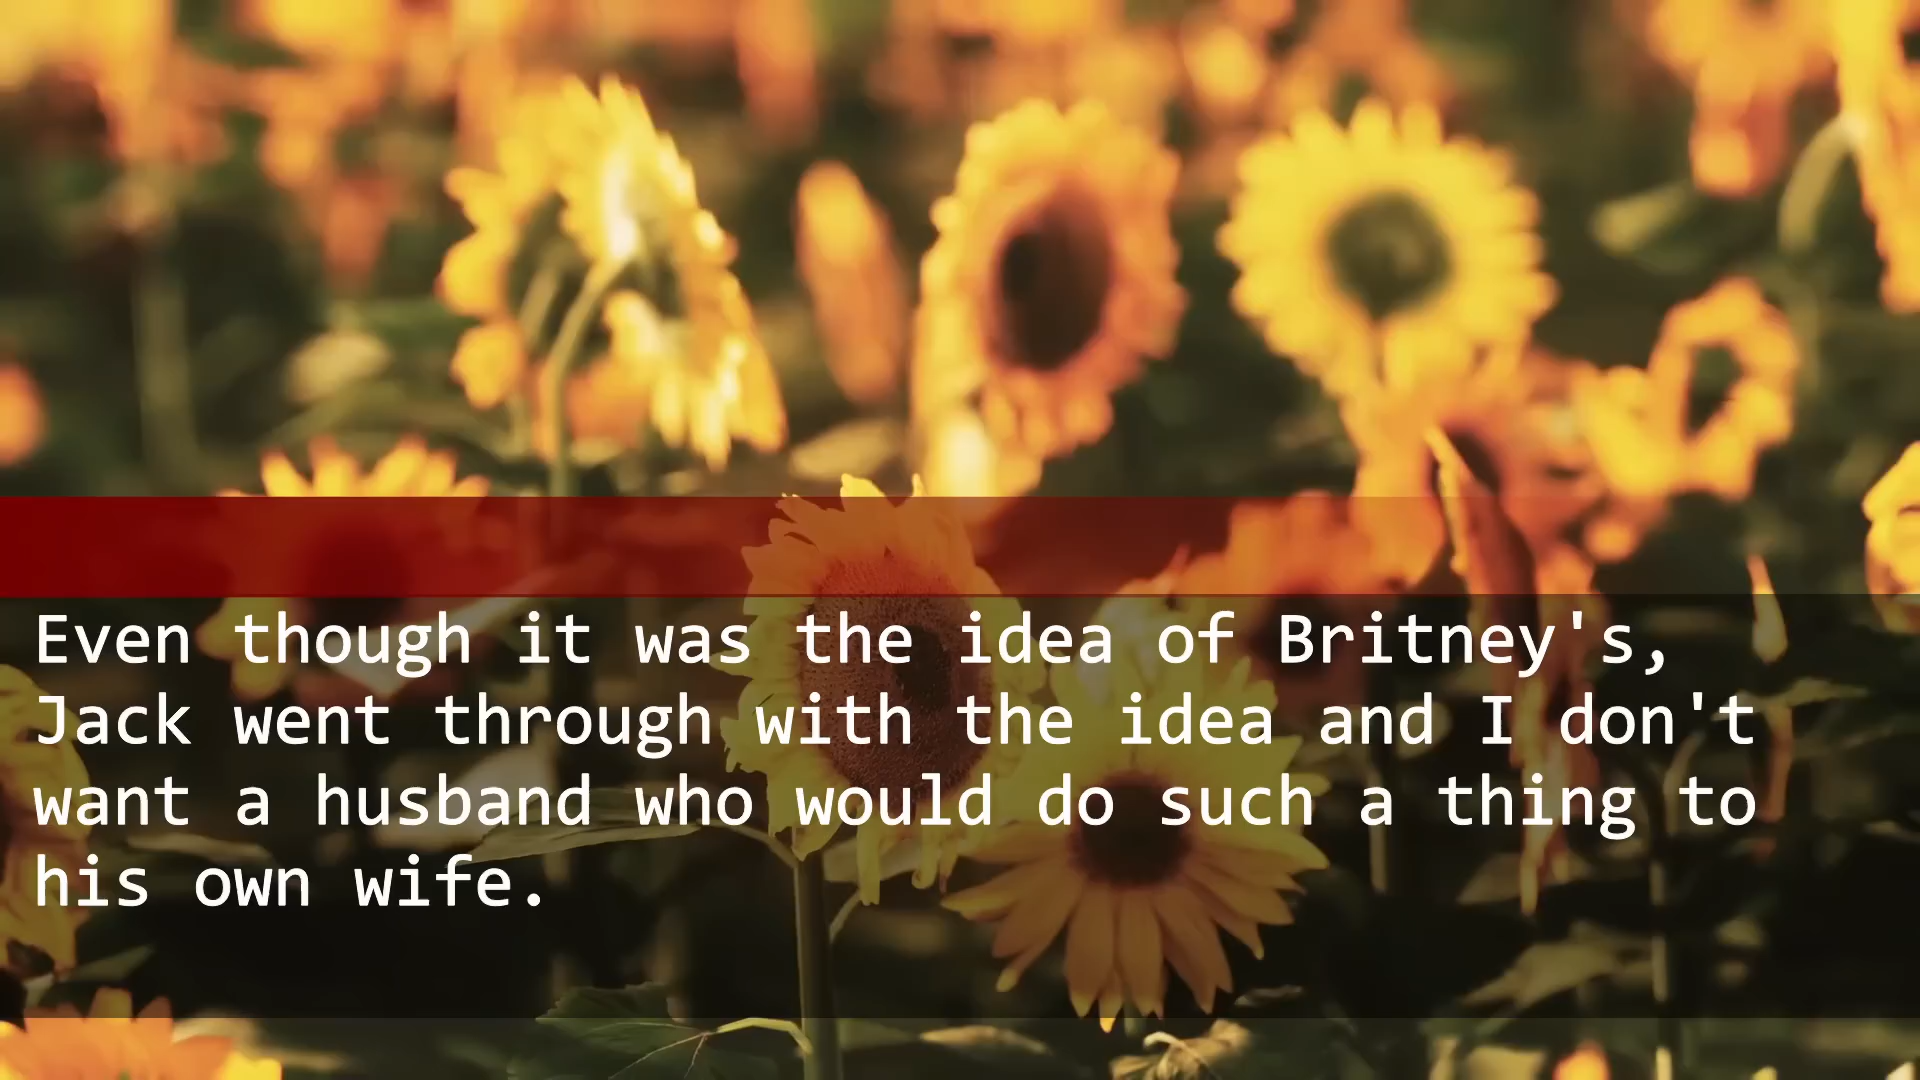 Even though it was the idea of Britney's,
Jack went through with the idea and I don't
want a husband who would do such a thing to
his own wife.